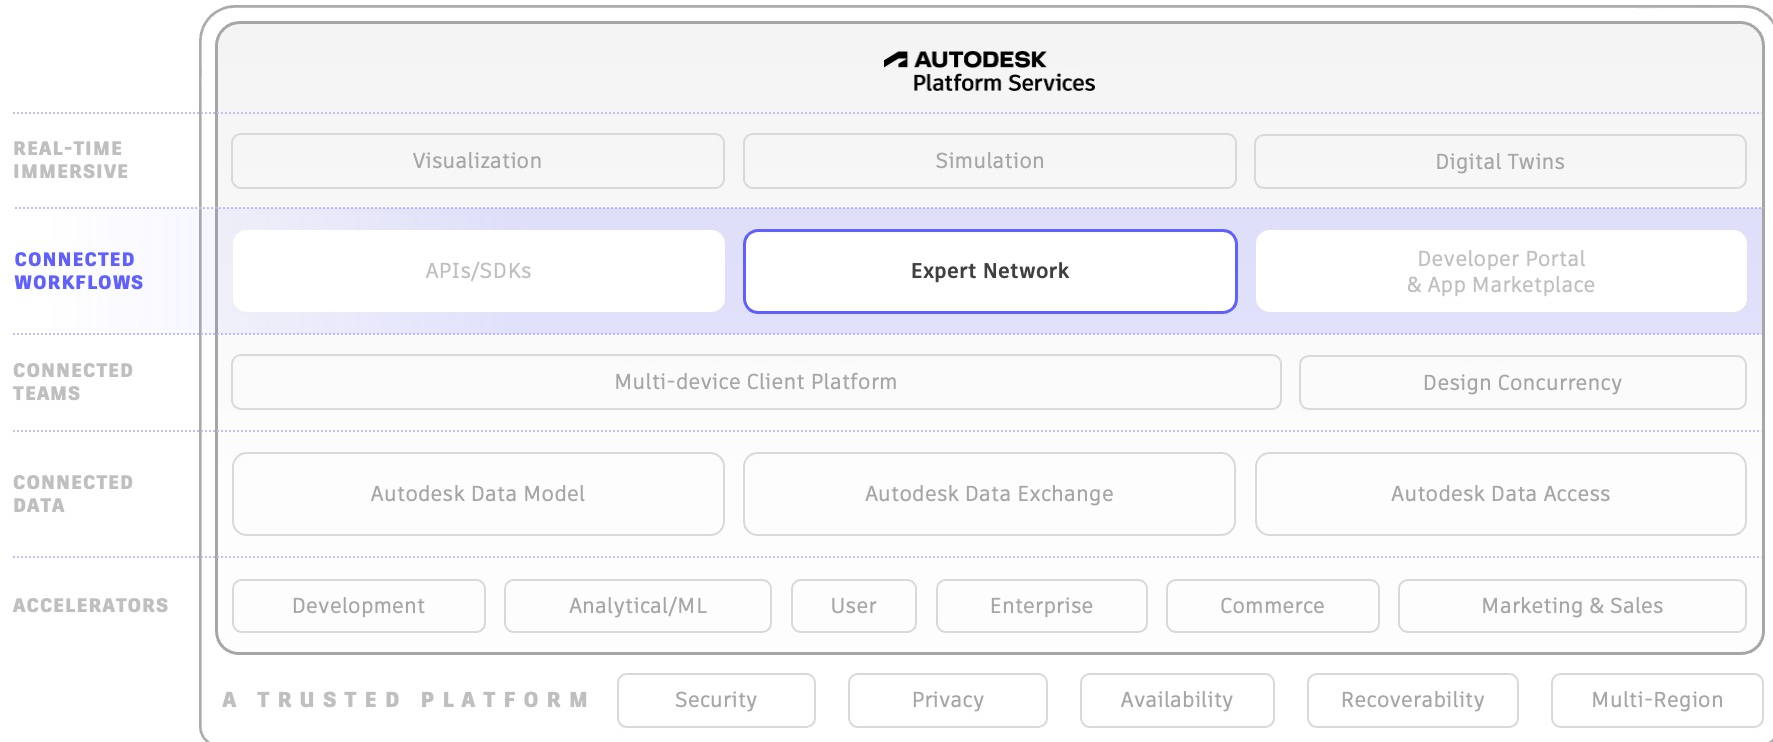 AUTODESK
Platform Services
REAL-TIME
IMMERSIVE
Visualization
Simulation
Digital Twins
CONNECTED
WORKFLOWS
APIs/SDKs
Expert Network
Developer Portal
& App Marketplace
CONNECTED
TEAMS
Multi-device Client Platform
Design Concurrency
CONNECTED
DATA
Autodesk Data Model
Autodesk Data Exchange
Autodesk Data Access
ACCELERATORS
Development
Analytical/ML
User
Enterprise
Commerce
Marketing & Sales
A TRUSTED PLATFORM
Security
Privacy
Availability
Recoverability
Multi-Region